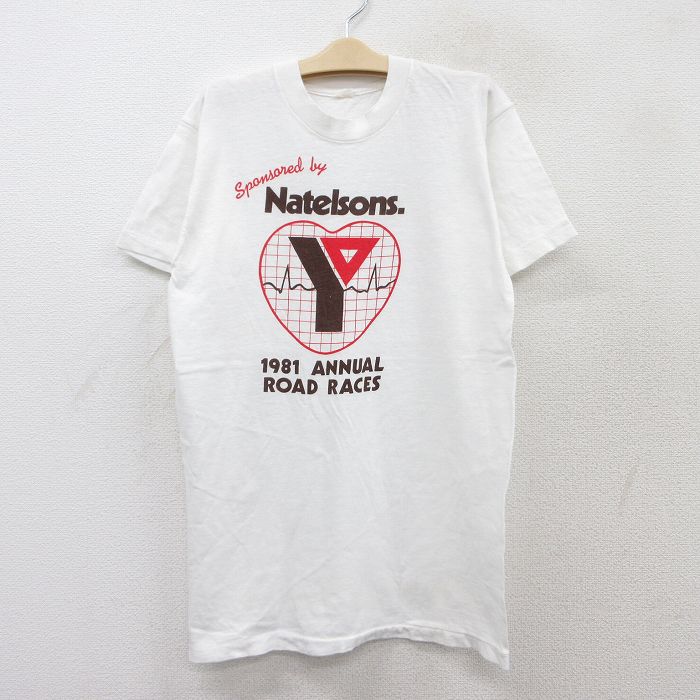 Sponsored by
Natelsons.
Y
1981 ANNUAL
ROAD RACES